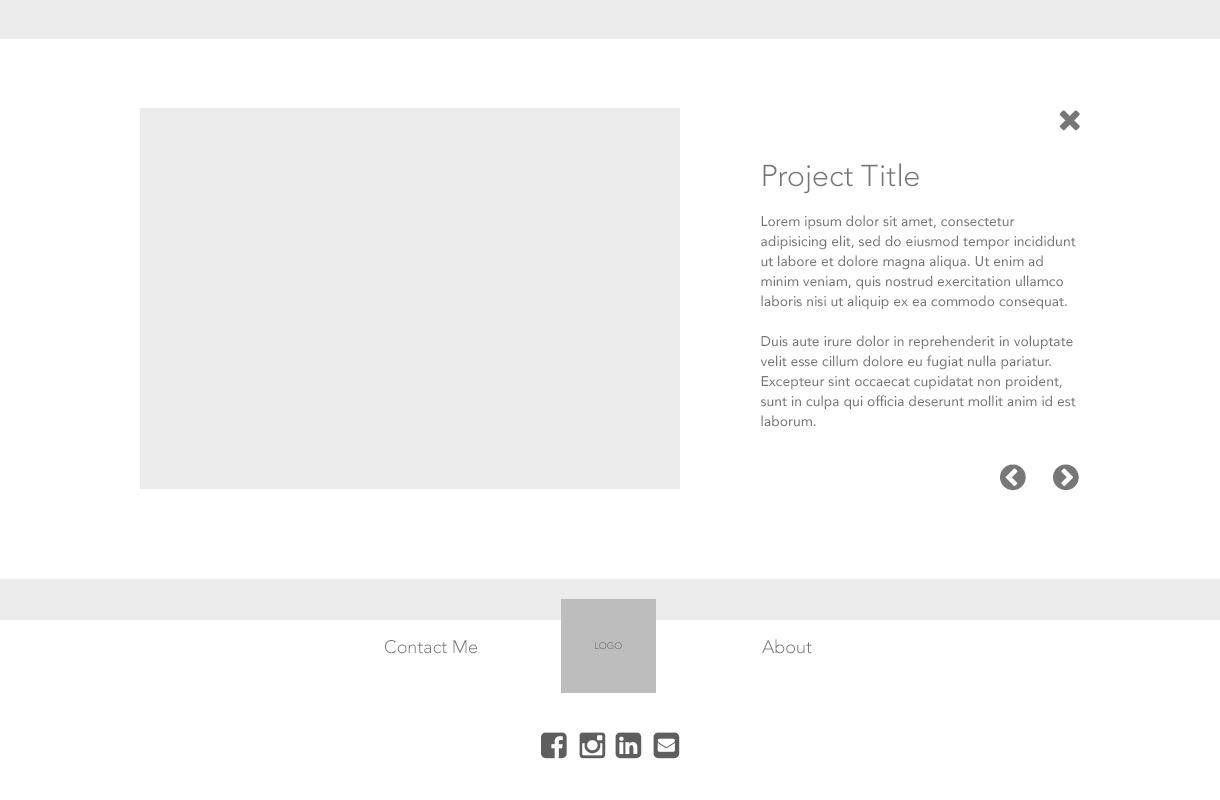 Project Title
Lorem ipsum dolor sit amet, consectetur
adipisicing elit, sed do eiusmod tempor incididunt
ut labore et dolore magna aliqua. Ut enim ad
minim veniam, quis nostrud exercitation ullamco
laboris nisi ut aliquip ex ea commodo consequat.
Duis aute irure dolor in reprehenderit in voluptate
velit esse cillum dolore eu fugiat nulla pariatur.
Excepteur sint occaecat cupidatat non proident,
sunt in culpa qui officia deserunt mollit anim id est
laborum.
Contact Me
LOGO
About